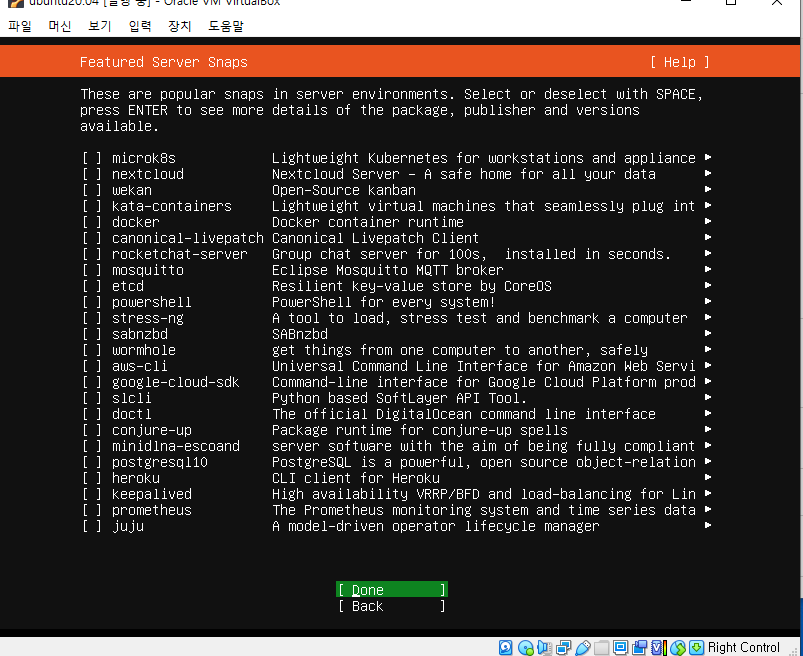 ubuntu20.04 [실행 중] - Oracle VM VirtualBox
파일 머신 보기 입력 장치 도움말
Featured Server Snaps [ Help ]
These are popular snaps in server environments. Select or deselect with SPACE,
press ENTER to see more details of the package, publisher and versions
available.
[ ] microk8s Lightweight Kubernetes for workstations and appliance ▸
[ ] nextcloud Nextcloud Server - A safe home for all your data ▸
[ ] wekan Open-Source kanban ▸
[ ] kata-containers Lightweight virtual machines that seamlessly plug int ▸
[ ] docker Docker container runtime ▸
[ ] canonical-livepatch Canonical Livepatch Client ▸
[ ] rocketchat-server Group chat server for 100s, installed in seconds. ▸
[ ] mosquitto Eclipse Mosquitto MQTT broker ▸
[ ] etcd Resilient key-value store by CoreOS ▸
[ ] powershell PowerShell for every system! ▸
[ ] stress-ng A tool to load, stress test and benchmark a computer ▸
[ ] sabnzbd SABnzbd ▸
[ ] wormhole get things from one computer to another, safely ▸
[ ] aws-cli Universal Command Line Interface for Amazon Web Servi ▸
[ ] google-cloud-sdk Command-line interface for Google Cloud Platform prod ▸
[ ] slcli Python based SoftLayer API Tool. ▸
[ ] doctl The official DigitalOcean command line interface ▸
[ ] conjure-up Package runtime for conjure-up spells ▸
[ ] minidlna-escoand server software with the aim of being fully compliant ▸
[ ] postgresql10 PostgreSQL is a powerful, open source object-relation ▸
[ ] heroku CLI client for Heroku ▸
[ ] keepalived High availability VRRP/BFD and load-balancing for Lin ▸
[ ] prometheus The Prometheus monitoring system and time series data ▸
[ ] juju A model-driven operator lifecycle manager ▸
[ Done ]
[ Back ]
Right Control